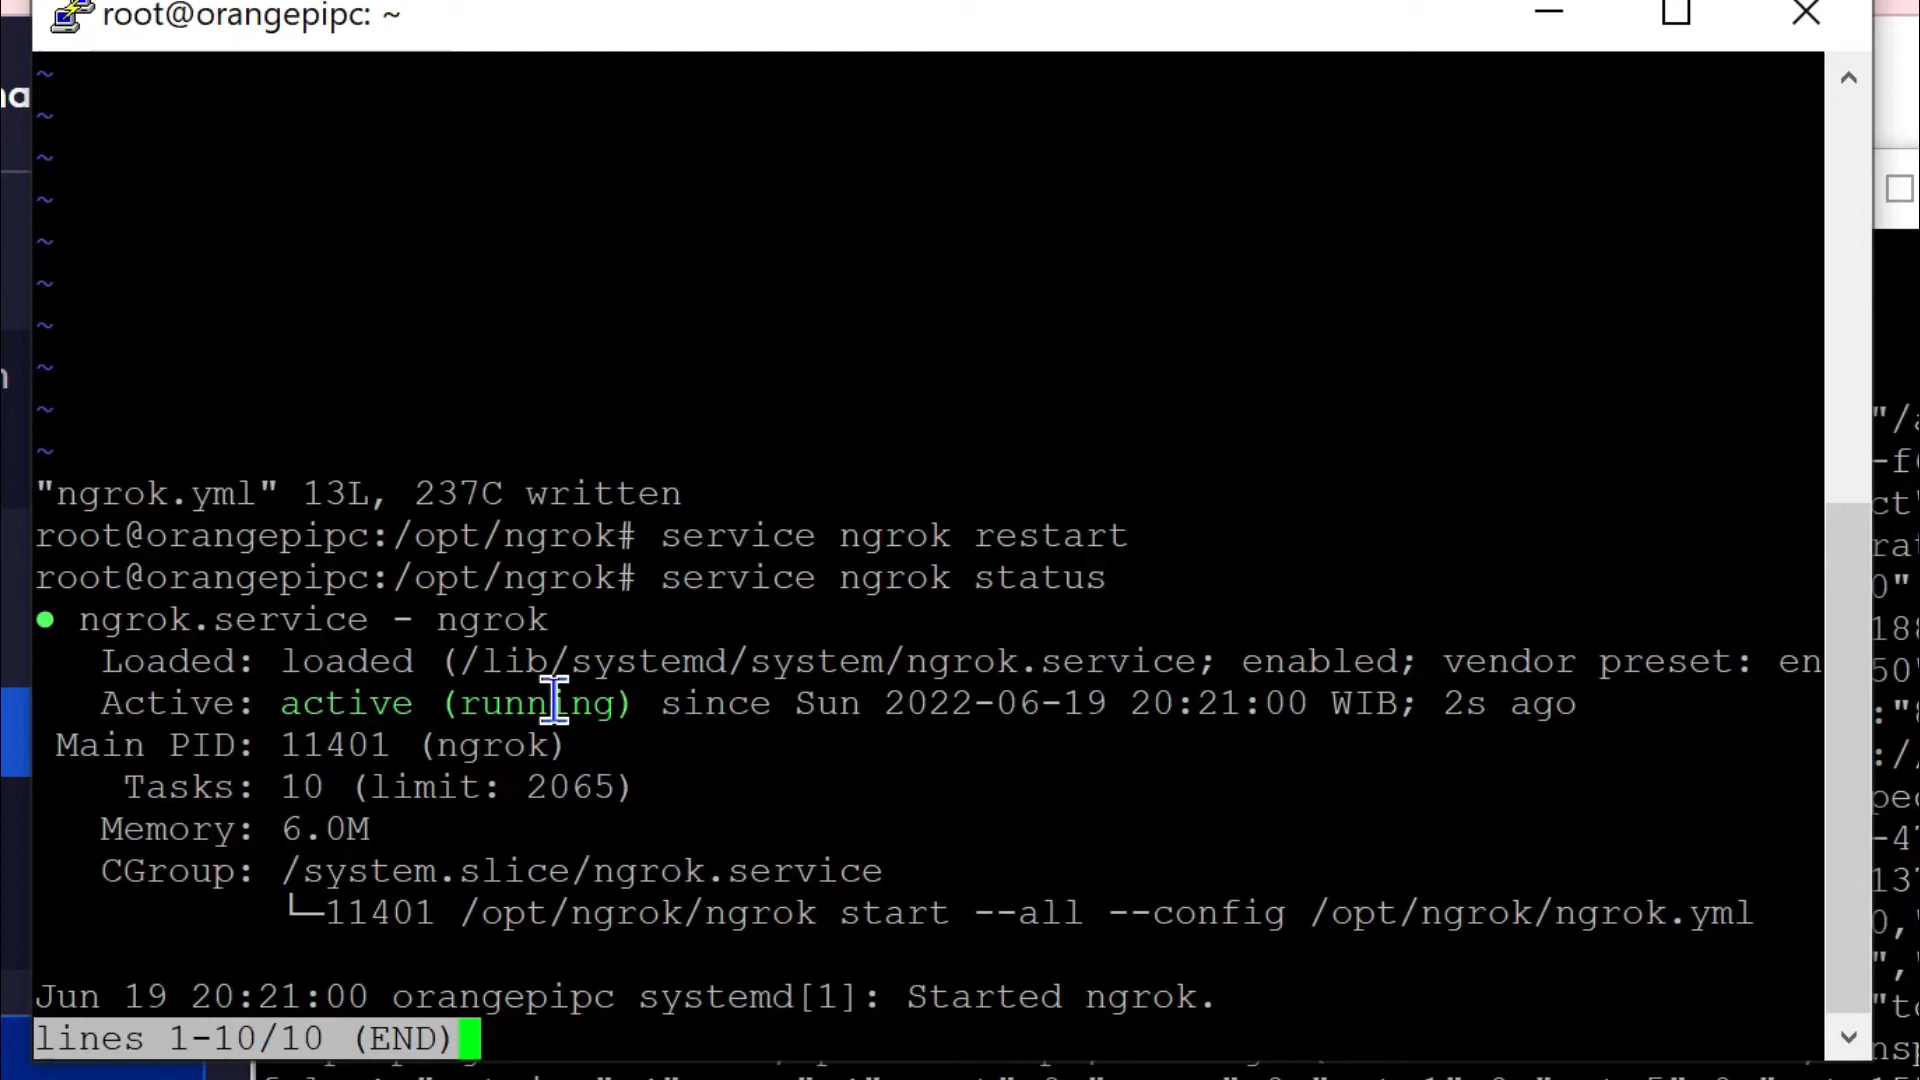 root@orangepipc: ~
~
~
~
~
~
~
~
~
~
~
"ngrok.yml" 13L, 237C written
root@orangepipc:/opt/ngrok# service ngrok restart
root@orangepipc:/opt/ngrok# service ngrok status
● ngrok.service - ngrok
Loaded: loaded (/lib/systemd/system/ngrok.service; enabled; vendor preset: en
Active: active (running) since Sun 2022-06-19 20:21:00 WIB; 2s ago
Main PID: 11401 (ngrok)
Tasks: 10 (limit: 2065)
Memory: 6.0M
CGroup: /system.slice/ngrok.service
└─11401 /opt/ngrok/ngrok start --all --config /opt/ngrok/ngrok.yml
Jun 19 20:21:00 orangepipc systemd[1]: Started ngrok.
lines 1-10/10 (END)